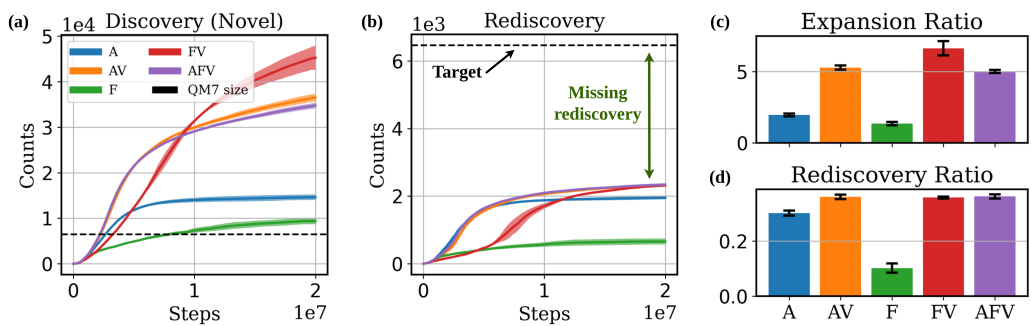 (a) 1e4 Discovery (Novel)
A
AV
F
FV
AFV
QM7 size
Counts
5
4
3
2
1
0
0 1 2
Steps 1e7
(b) 1e3 Rediscovery
Target
Missing
rediscovery
Counts
6
4
2
0
0 1 2
Steps 1e7
(c) Expansion Ratio
5
0
(d) Rediscovery Ratio
0.2
0.0
A AV F FV AFV